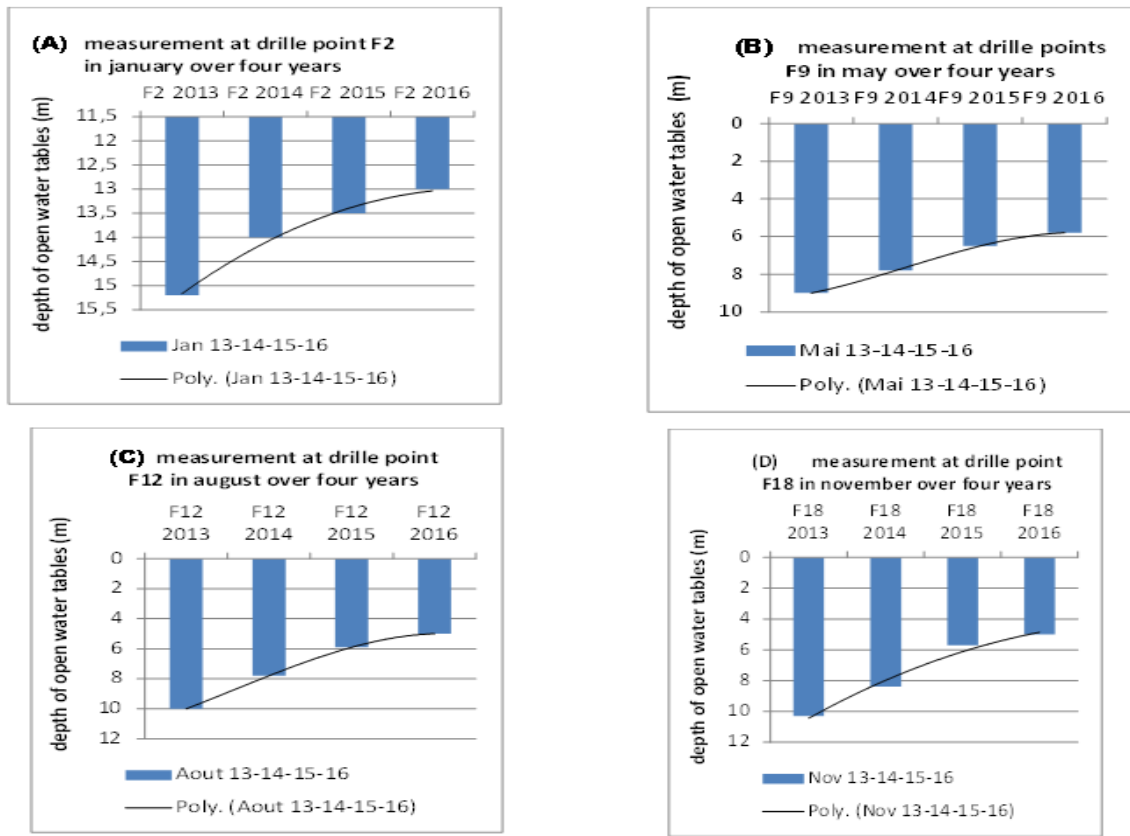 (A) measurement at drille point F2
in january over four years
F2 2013 F2 2014 F2 2015 F2 2016
depth of open water tables (m)
11,5
12
12,5
13
13,5
14
14,5
15
15,5
Jan 13-14-15-16
Poly. (Jan 13-14-15-16)
(B) measurement at drille points
F9 in may over four years
F9 2013 F9 2014 F9 2015 F9 2016
depth of open water tables (m)
0
2
4
6
8
10
Mai 13-14-15-16
Poly. (Mai 13-14-15-16)
(C) measurement at drille point
F12 in august over four years
F12 F12 F12 F12
2013 2014 2015 2016
depth of open water tables (m)
0
2
4
6
8
10
12
Aout 13-14-15-16
Poly. (Aout 13-14-15-16)
(D) measurement at drille point
F18 in november over four years
F18 F18 F18 F18
2013 2014 2015 2016
depth of open water tables (m)
0
2
4
6
8
10
12
Nov 13-14-15-16
Poly. (Nov 13-14-15-16)